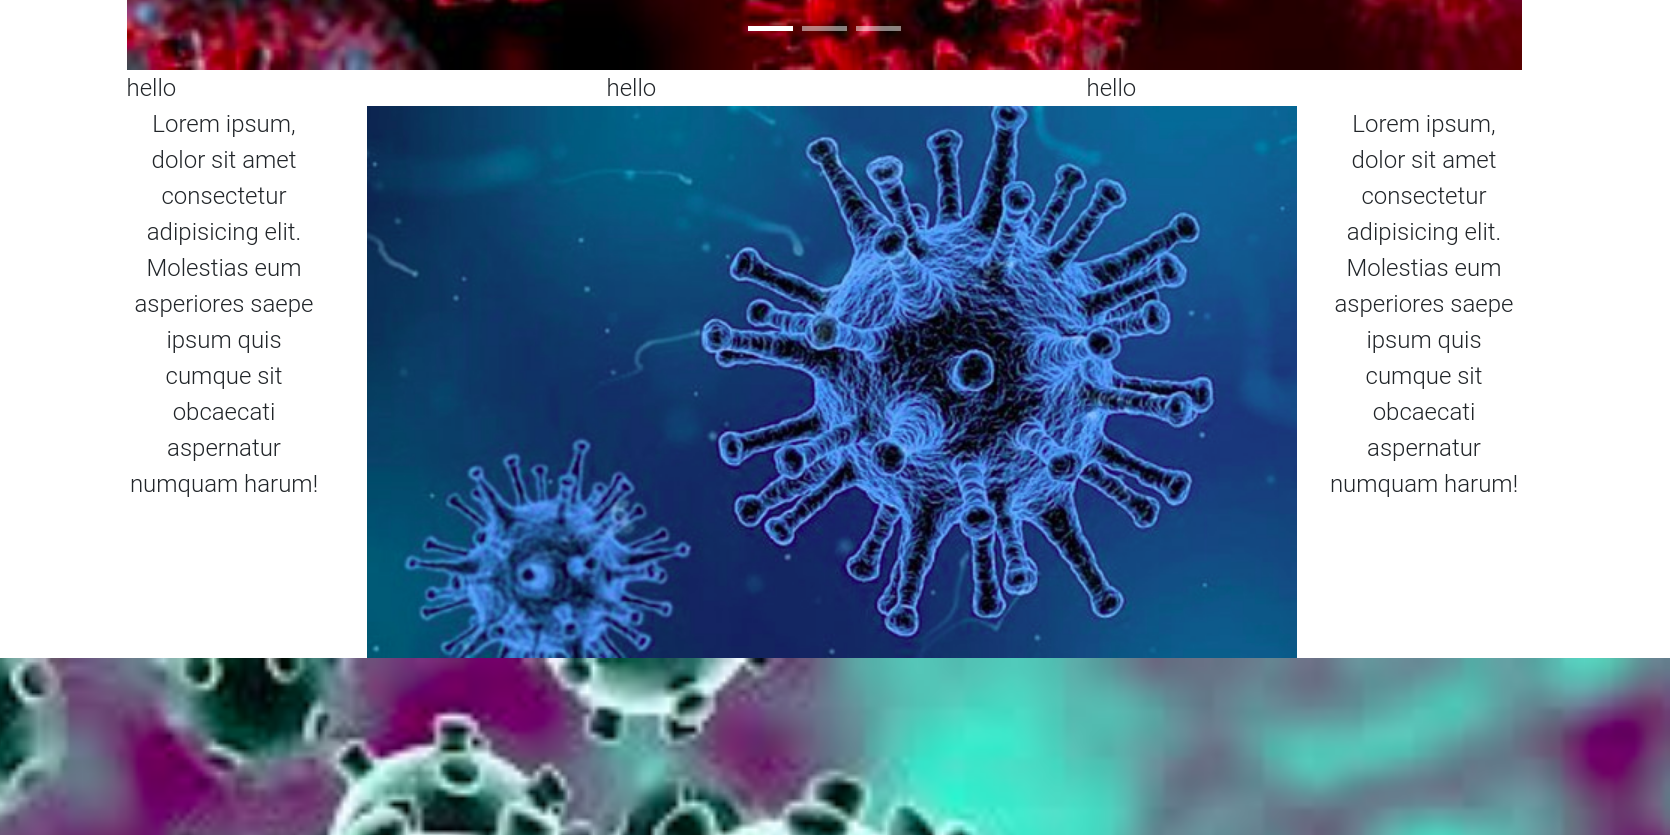 hello hello hello
Lorem ipsum,
dolor sit amet
consectetur
adipisicing elit.
Molestias eum
asperiores saepe
ipsum quis
cumque sit
obcaecati
aspernatur
numquam harum!
Lorem ipsum,
dolor sit amet
consectetur
adipisicing elit.
Molestias eum
asperiores saepe
ipsum quis
cumque sit
obcaecati
aspernatur
numquam harum!